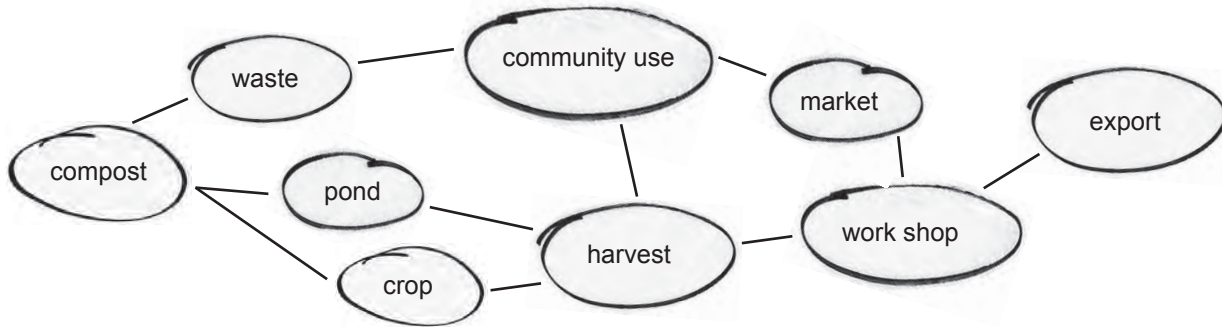 community use
waste
market
export
compost
pond
work shop
harvest
crop